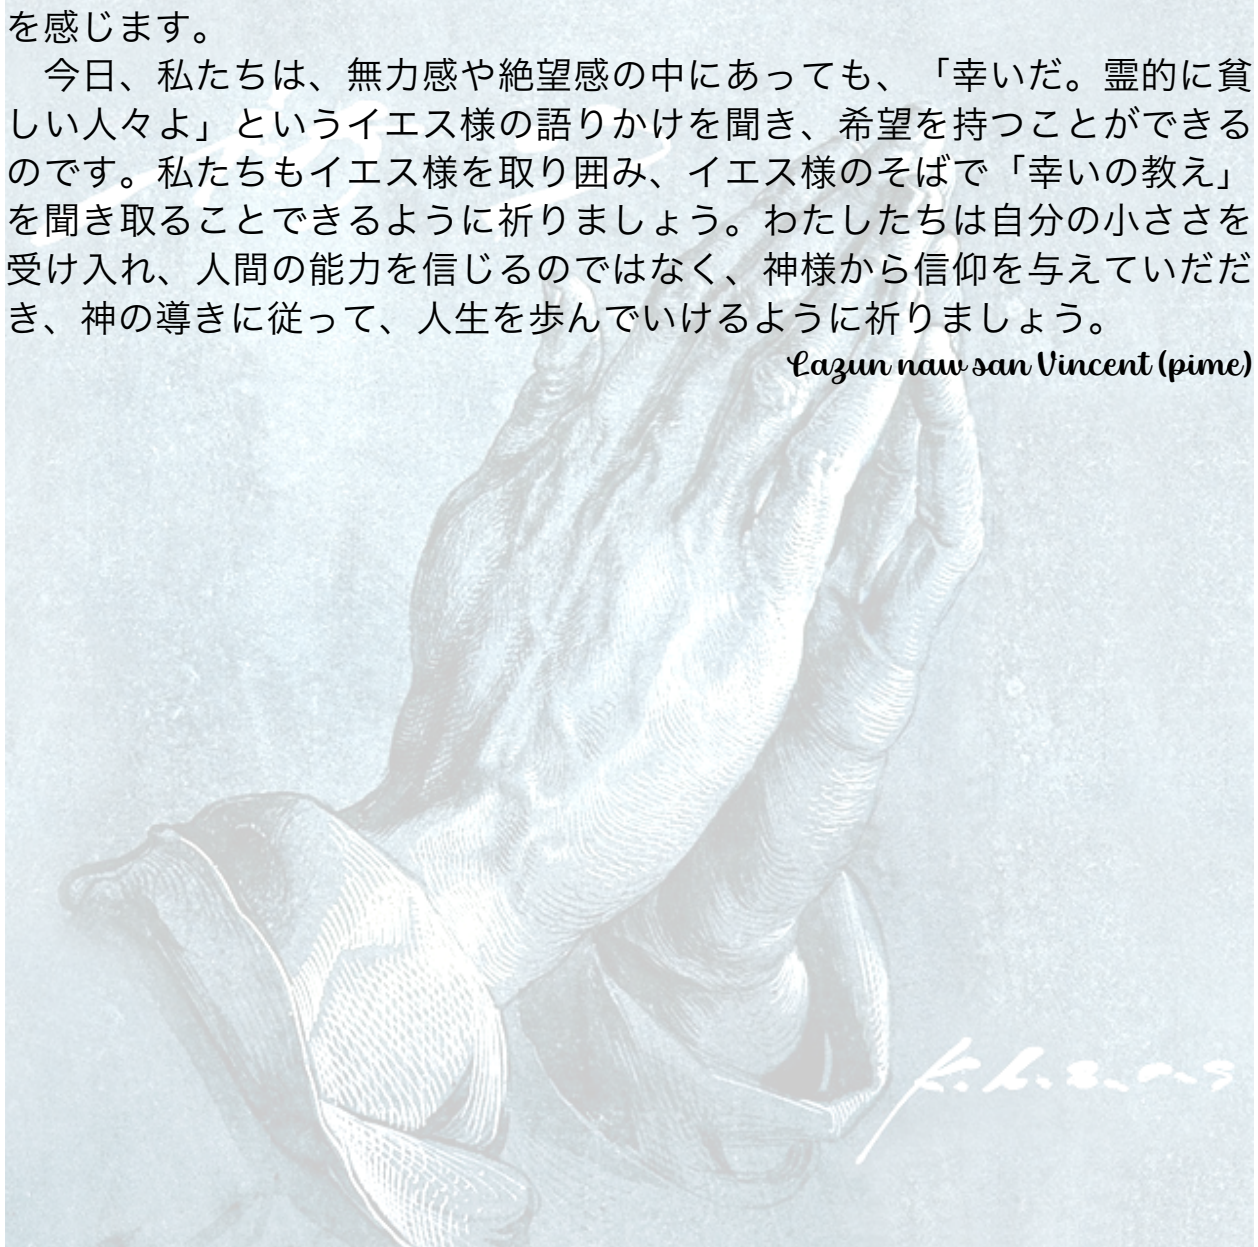 を感じます。
　今日、私たちは、無力感や絶望感の中にあっても、「幸いだ。霊的に貧
しい人々よ」というイエス様の語りかけを聞き、希望を持つことができる
のです。私たちもイエス様を取り囲み、イエス様のそばで「幸いの教え」
を聞き取ることできるように祈りましょう。わたしたちは自分の小ささを
受け入れ、人間の能力を信じるのではなく、神様から信仰を与えていだだ
き、神の導きに従って、人生を歩んでいけるように祈りましょう。
Lazun naw san Vincent (pime)